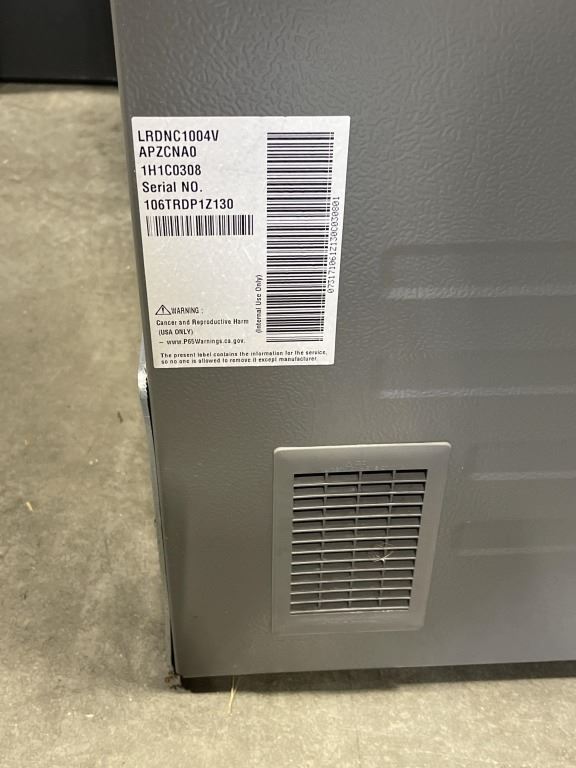 LRDNC1004V
APZCNA0
1H1C0308
Serial NO.
106TRDP1Z130
WARNING :
Cancer and Reproductive Harm
(USA ONLY)
– www.P65Warnings.ca.gov.
The present label contains the information for the service,
so no one is allowed to remove it except manufacturer.
(Internal Use Only)
073171061Z130C030801